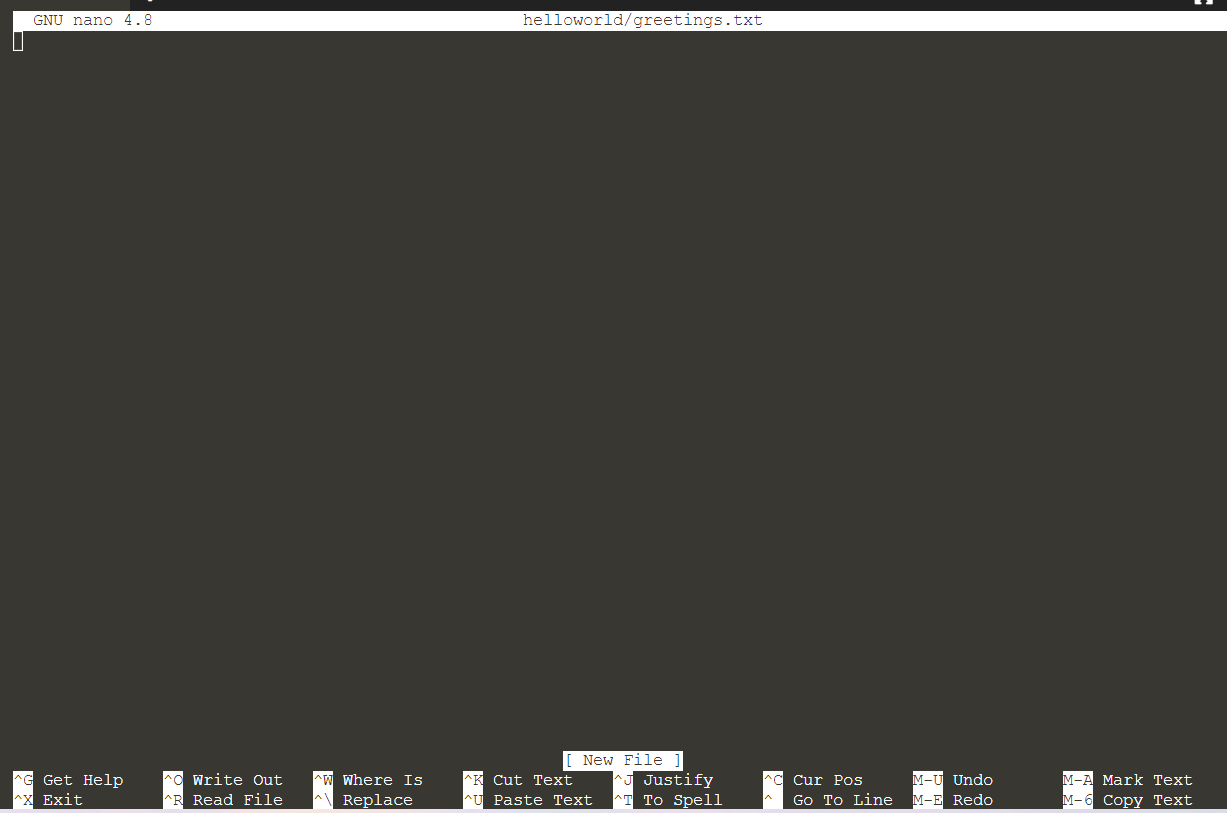 GNU nano 4.8 helloworld/greetings.txt
[ New File ]
^G Get Help ^O Write Out ^W Where Is ^K Cut Text ^J Justify ^C Cur Pos M-U Undo M-A Mark Text
^X Exit ^R Read File ^\ Replace ^U Paste Text ^T To Spell ^ Go To Line M-E Redo M-6 Copy Text